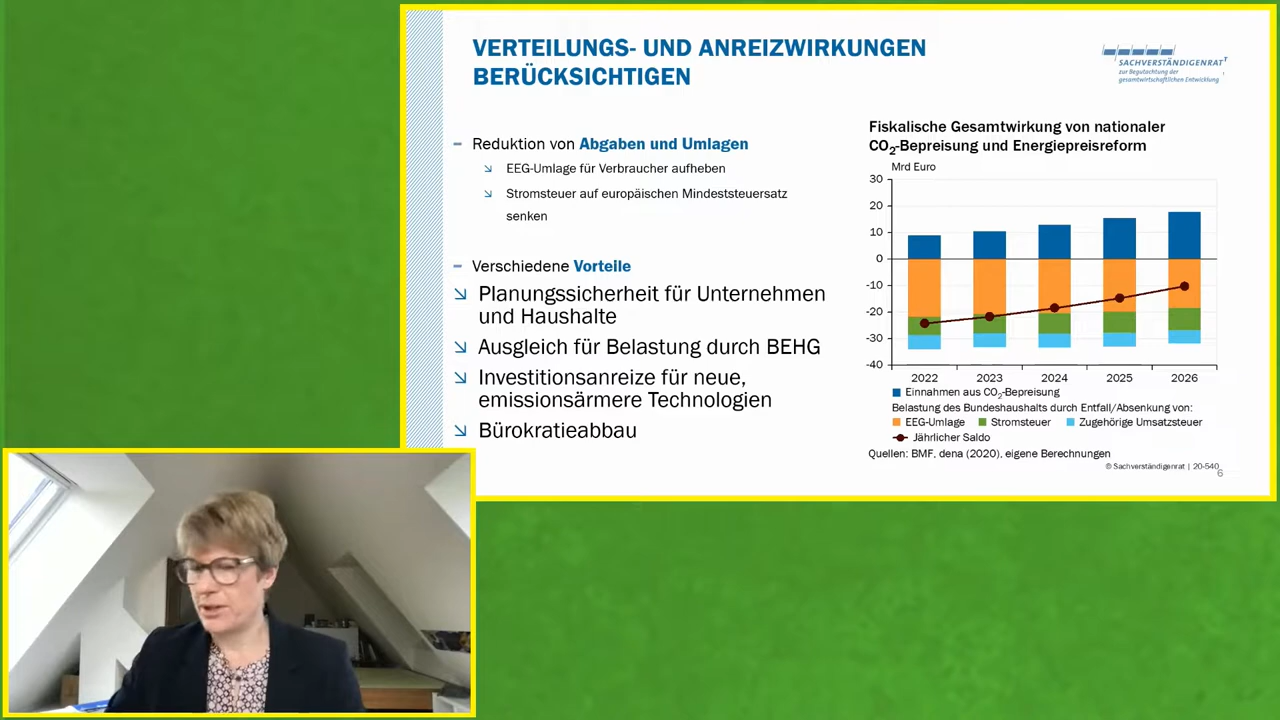 VERTEILUNGS- UND ANREIZWIRKUNGEN
BERÜCKSICHTIGEN
SACHVERSTÄNDIGENRAT
zur Begutachtung der
gesamtwirtschaftlichen Entwicklung
– Reduktion von Abgaben und Umlagen
EEG-Umlage für Verbraucher aufheben
Stromsteuer auf europäischen Mindeststeuersatz
senken
– Verschiedene Vorteile
Planungssicherheit für Unternehmen
und Haushalte
Ausgleich für Belastung durch BEHG
Investitionsanreize für neue,
emissionsärmere Technologien
Bürokratieabbau
Fiskalische Gesamtwirkung von nationaler
CO2-Bepreisung und Energiepreisreform
Mrd Euro
30
20
10
0
-10
-20
-30
-40
2022 2023 2024 2025 2026
Einnahmen aus CO2-Bepreisung
Belastung des Bundeshaushalts durch Entfall/Absenkung von:
EEG-Umlage Stromsteuer Zugehörige Umsatzsteuer
Jährlicher Saldo
Quellen: BMF, dena (2020), eigene Berechnungen
© Sachverständigenrat | 20-540
6